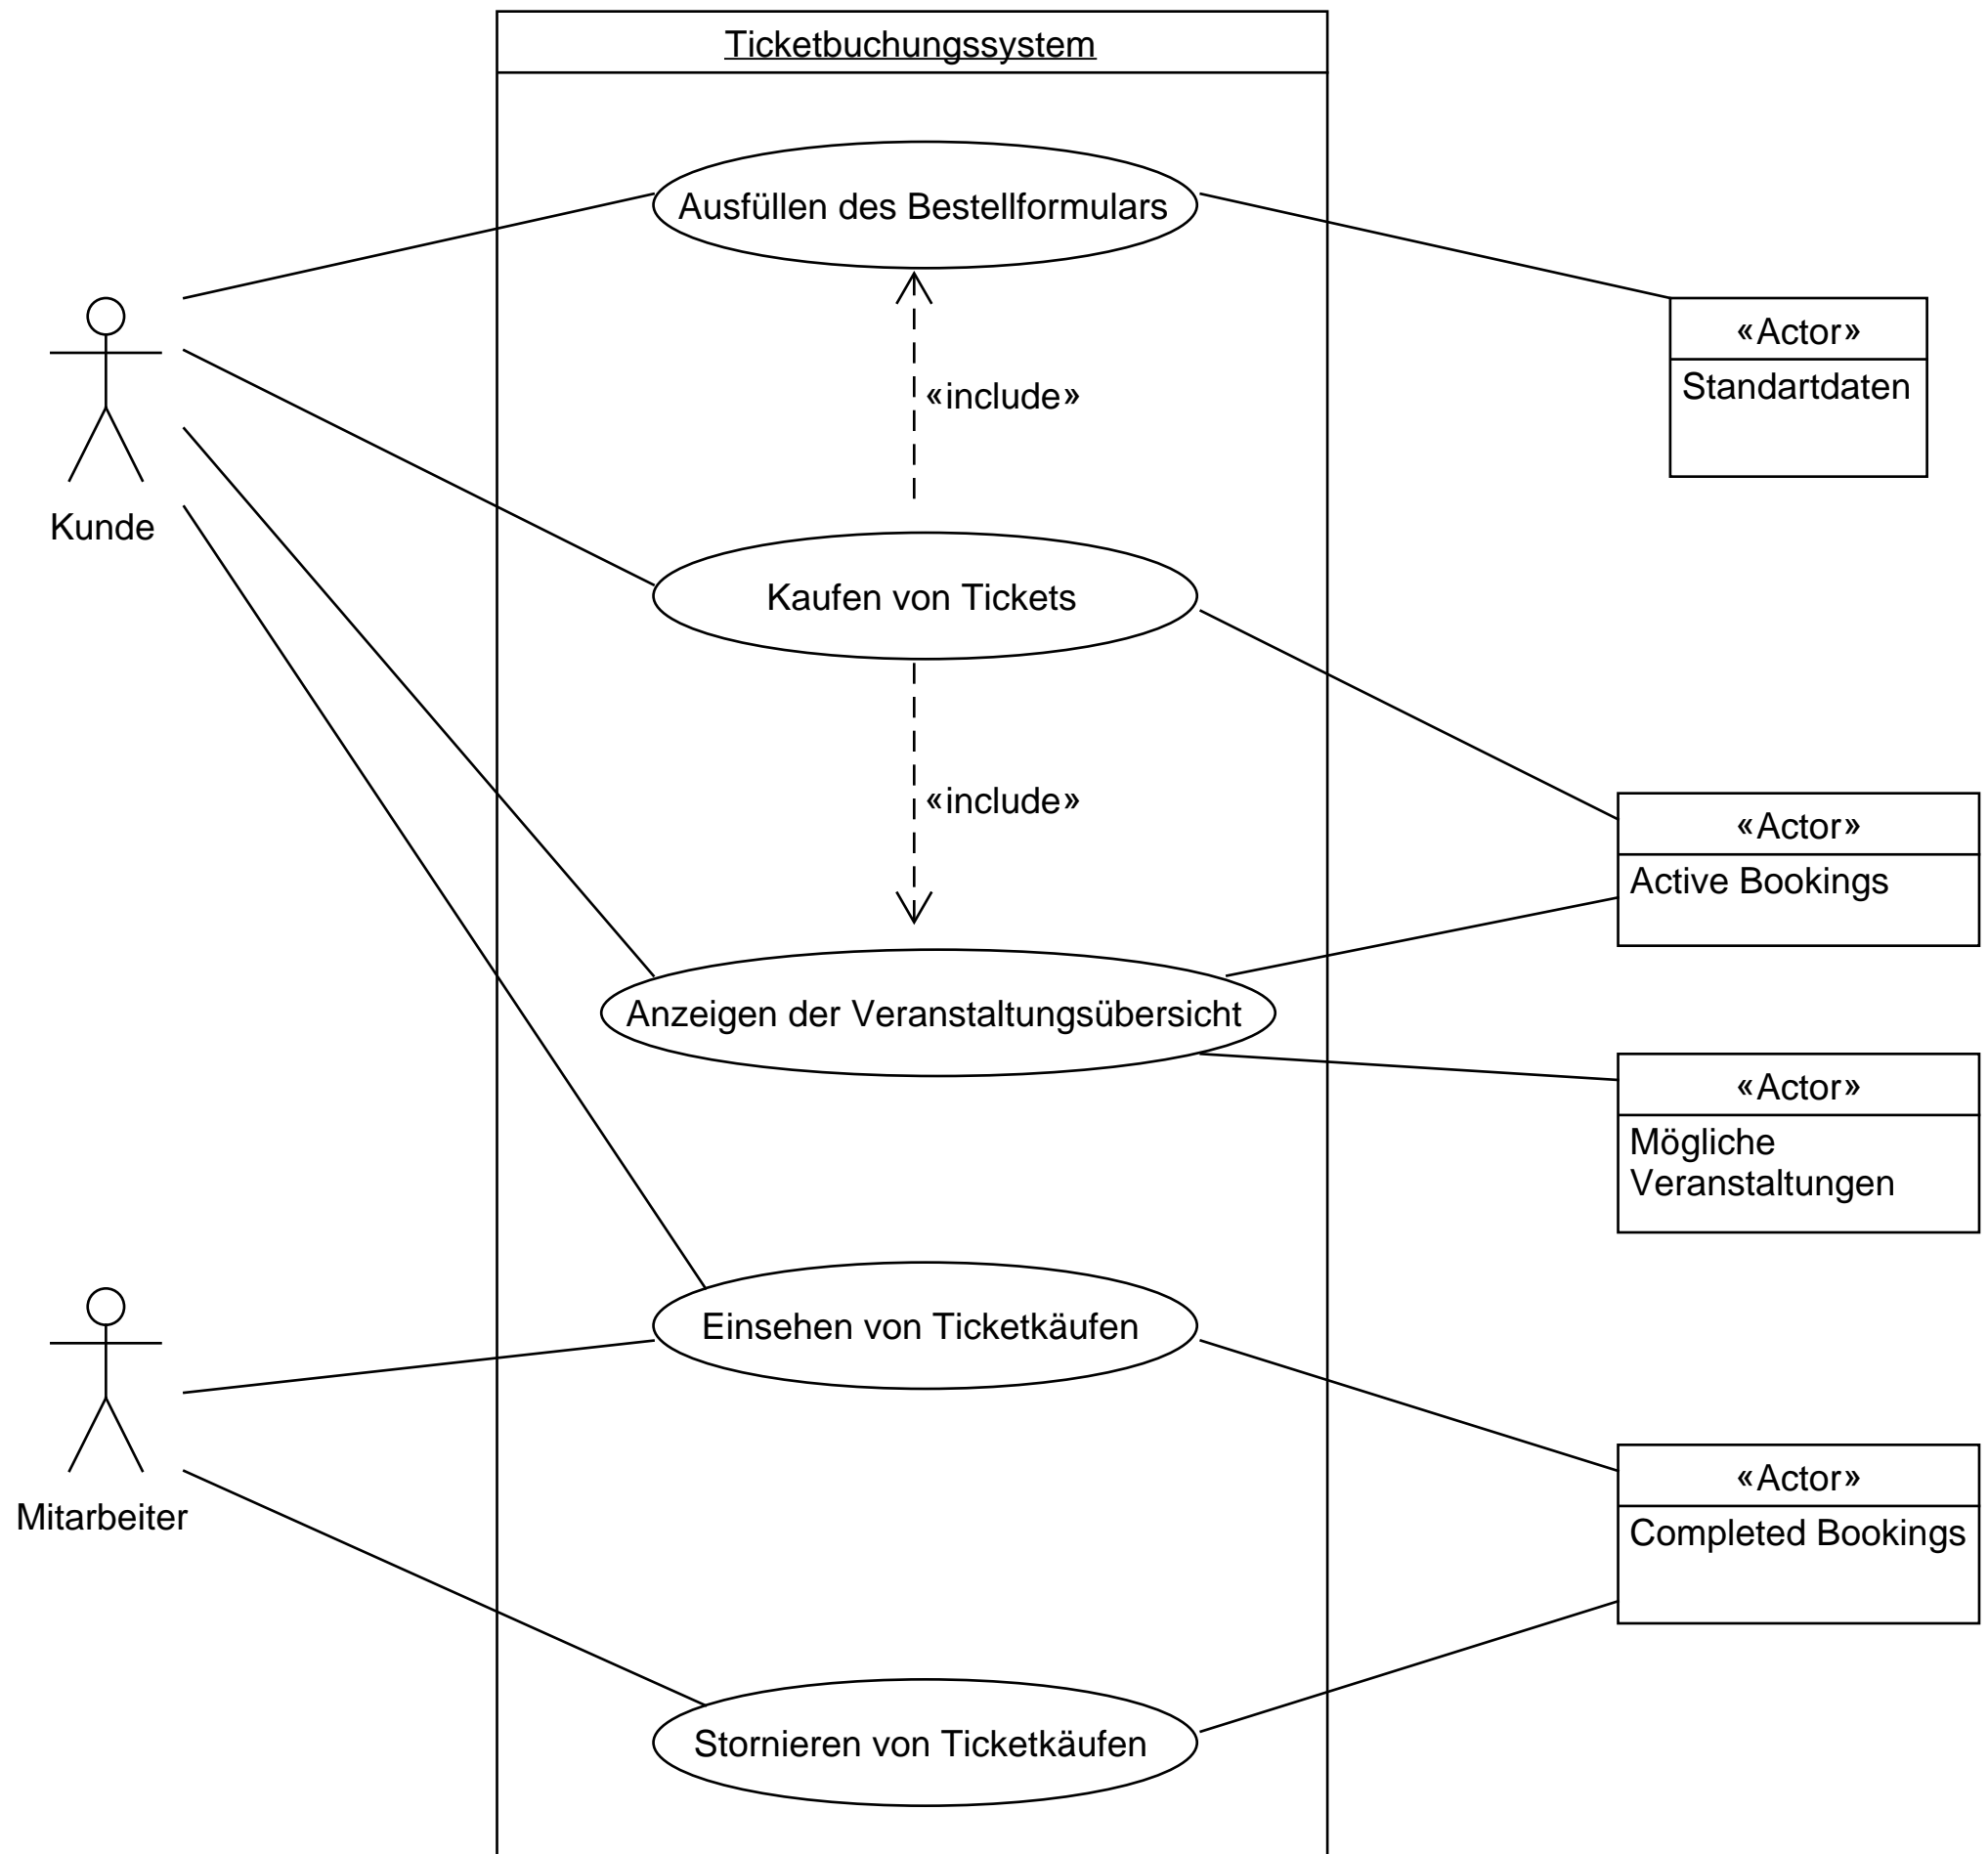 Ticketbuchungssystem
Ausfüllen des Bestellformulars
«Actor»
Standartdaten
«include»
Kunde
Kaufen von Tickets
«include»
«Actor»
Active Bookings
Anzeigen der Veranstaltungsübersicht
«Actor»
Mögliche
Veranstaltungen
Einsehen von Ticketkäufen
«Actor»
Completed Bookings
Mitarbeiter
Stornieren von Ticketkäufen